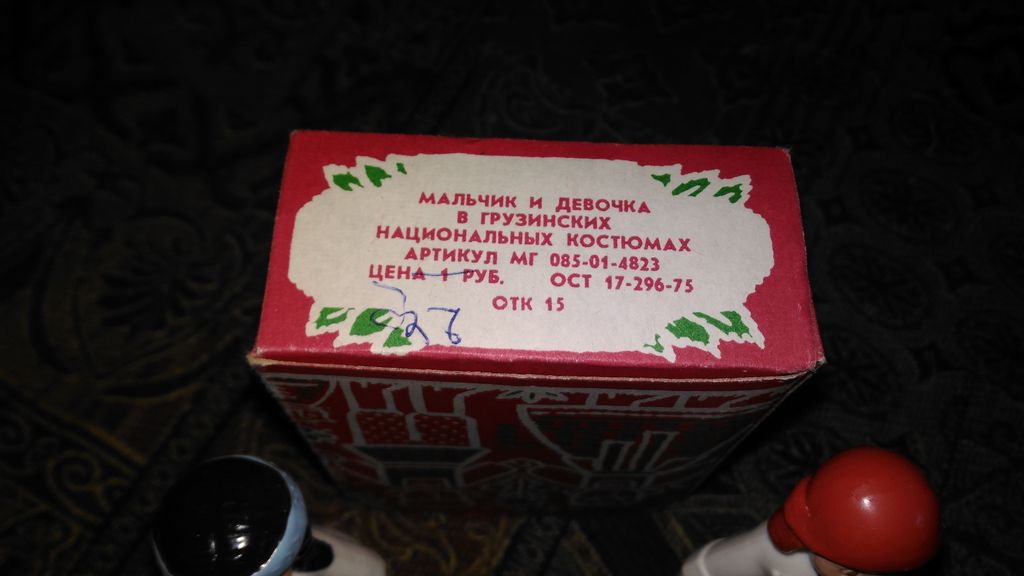 МАЛЬЧИК И ДЕВОЧКА
В ГРУЗИНСКИХ
НАЦИОНАЛЬНЫХ КОСТЮМАХ
АРТИКУЛ МГ 085-01-4823
ЦЕНА 1 РУБ. ОСТ 17-296-75
ОТК 15